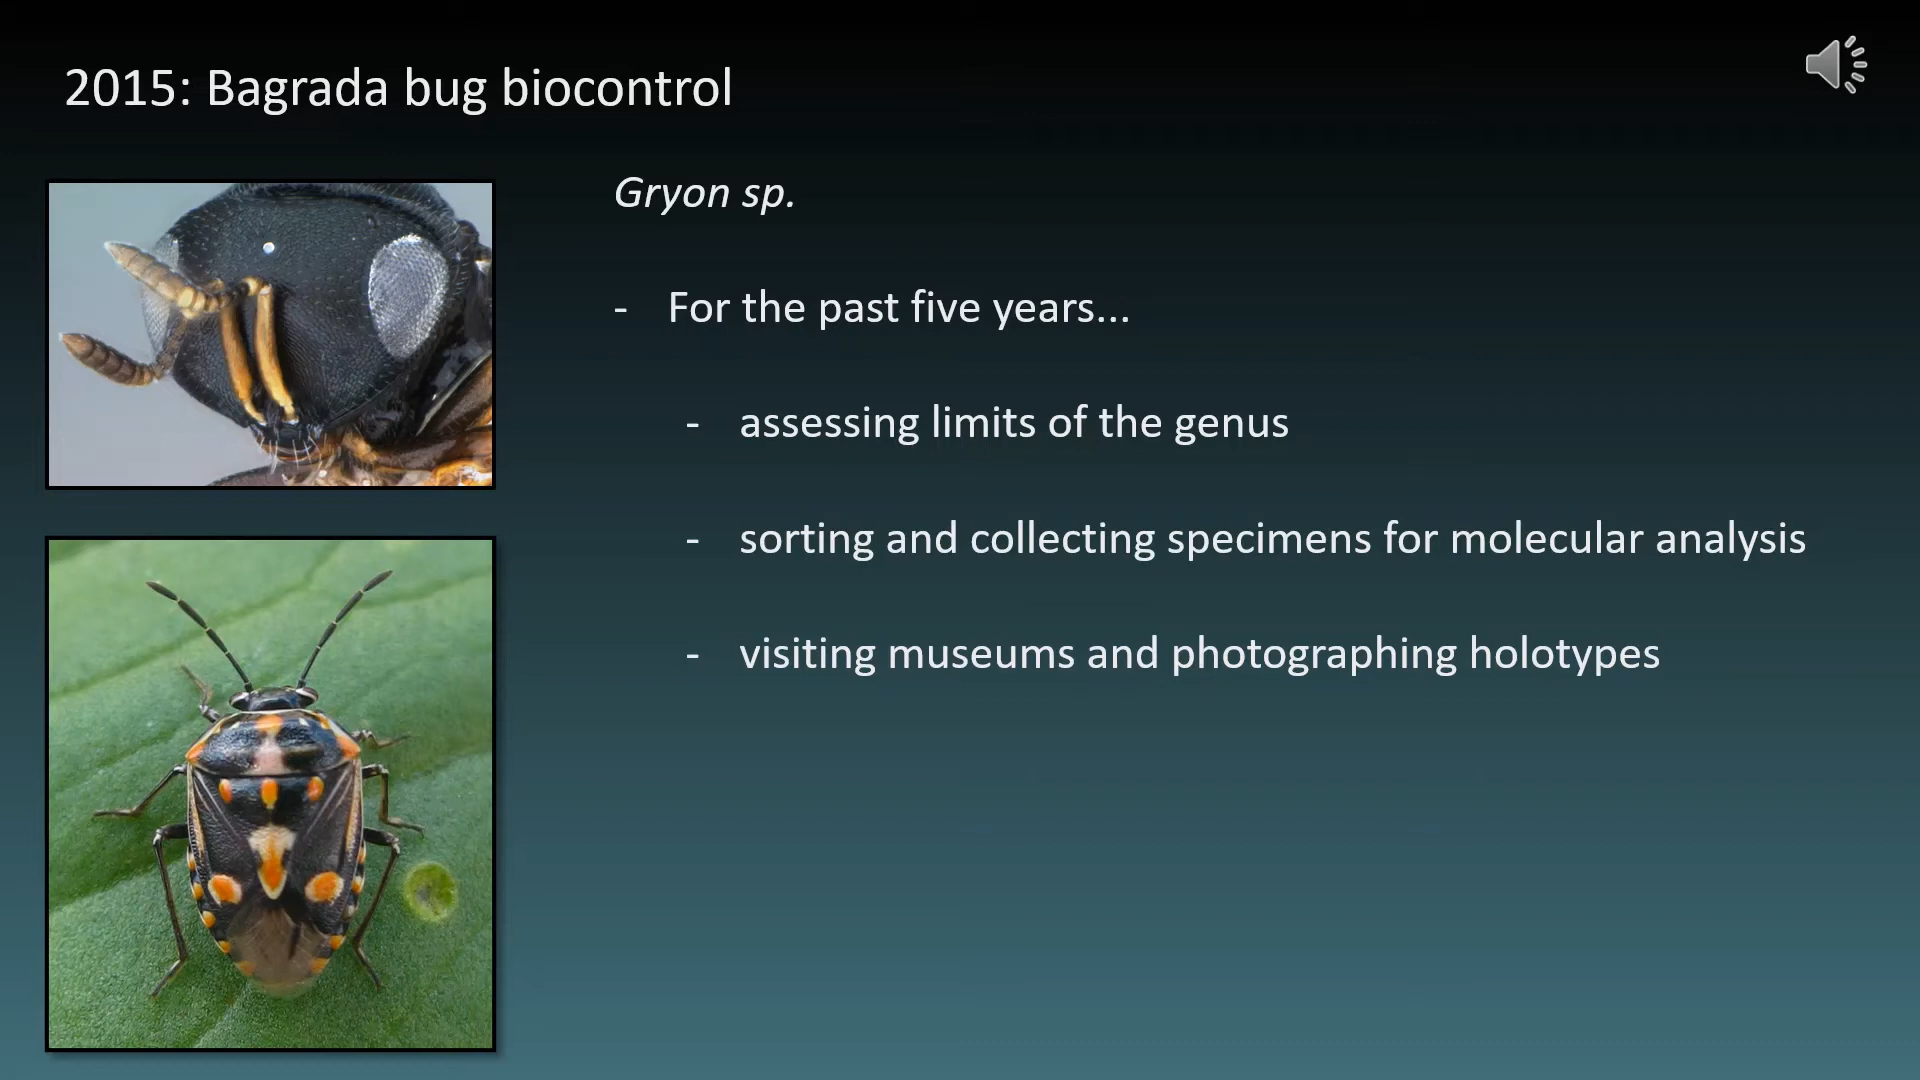 2015: Bagrada bug biocontrol
Gryon sp.
- For the past five years...
- assessing limits of the genus
- sorting and collecting specimens for molecular analysis
- visiting museums and photographing holotypes